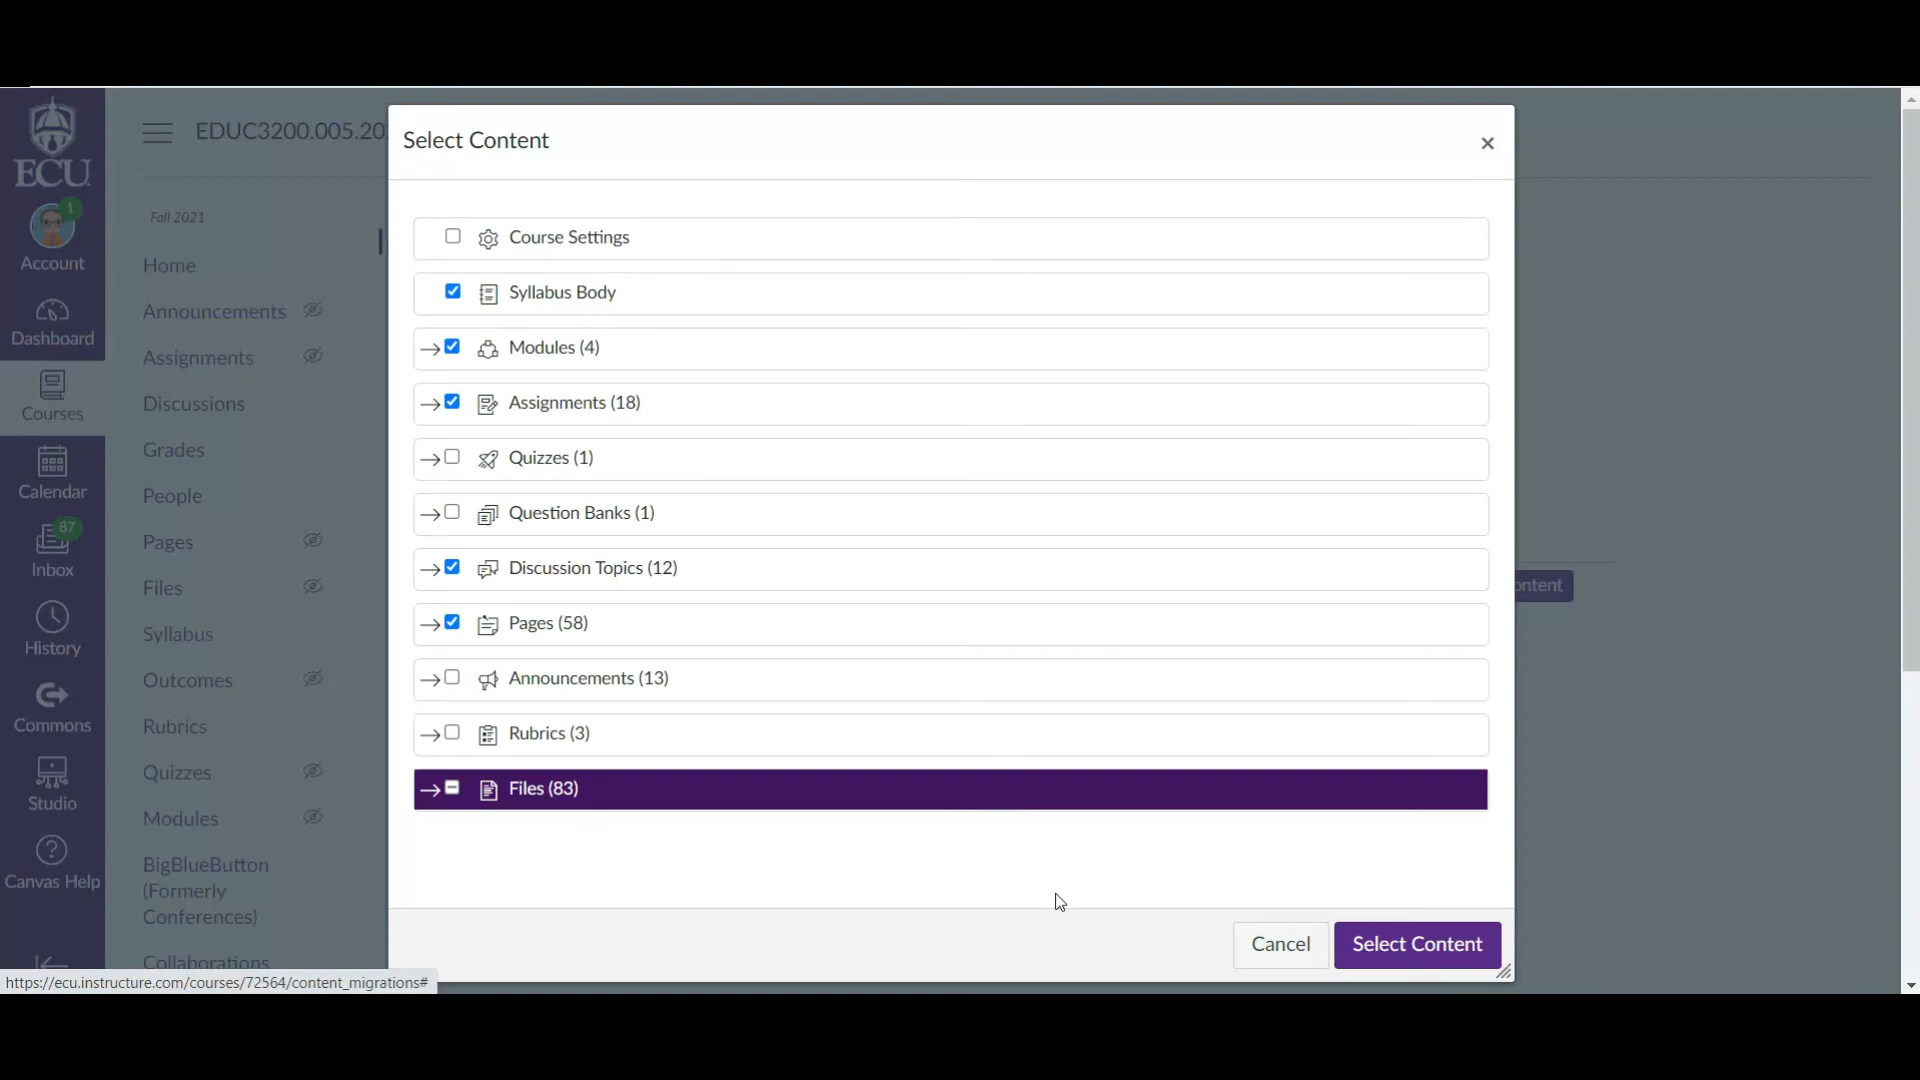 ECU
1
Account
Dashboard
Courses
Calendar
87
Inbox
History
Commons
Studio
Canvas Help
EDUC3200.005.20
Fall 2021
Home
Announcements
Assignments
Discussions
Grades
People
Pages
Files
Syllabus
Outcomes
Rubrics
Quizzes
Modules
BigBlueButton
(Formerly
Conferences)
Collaborations
Select Content
×
Course Settings
Syllabus Body
Modules (4)
Assignments (18)
Quizzes (1)
Question Banks (1)
Discussion Topics (12)
Pages (58)
Announcements (13)
Rubrics (3)
Files (83)
ontent
Cancel
Select Content
https://ecu.instructure.com/courses/72564/content_migrations#